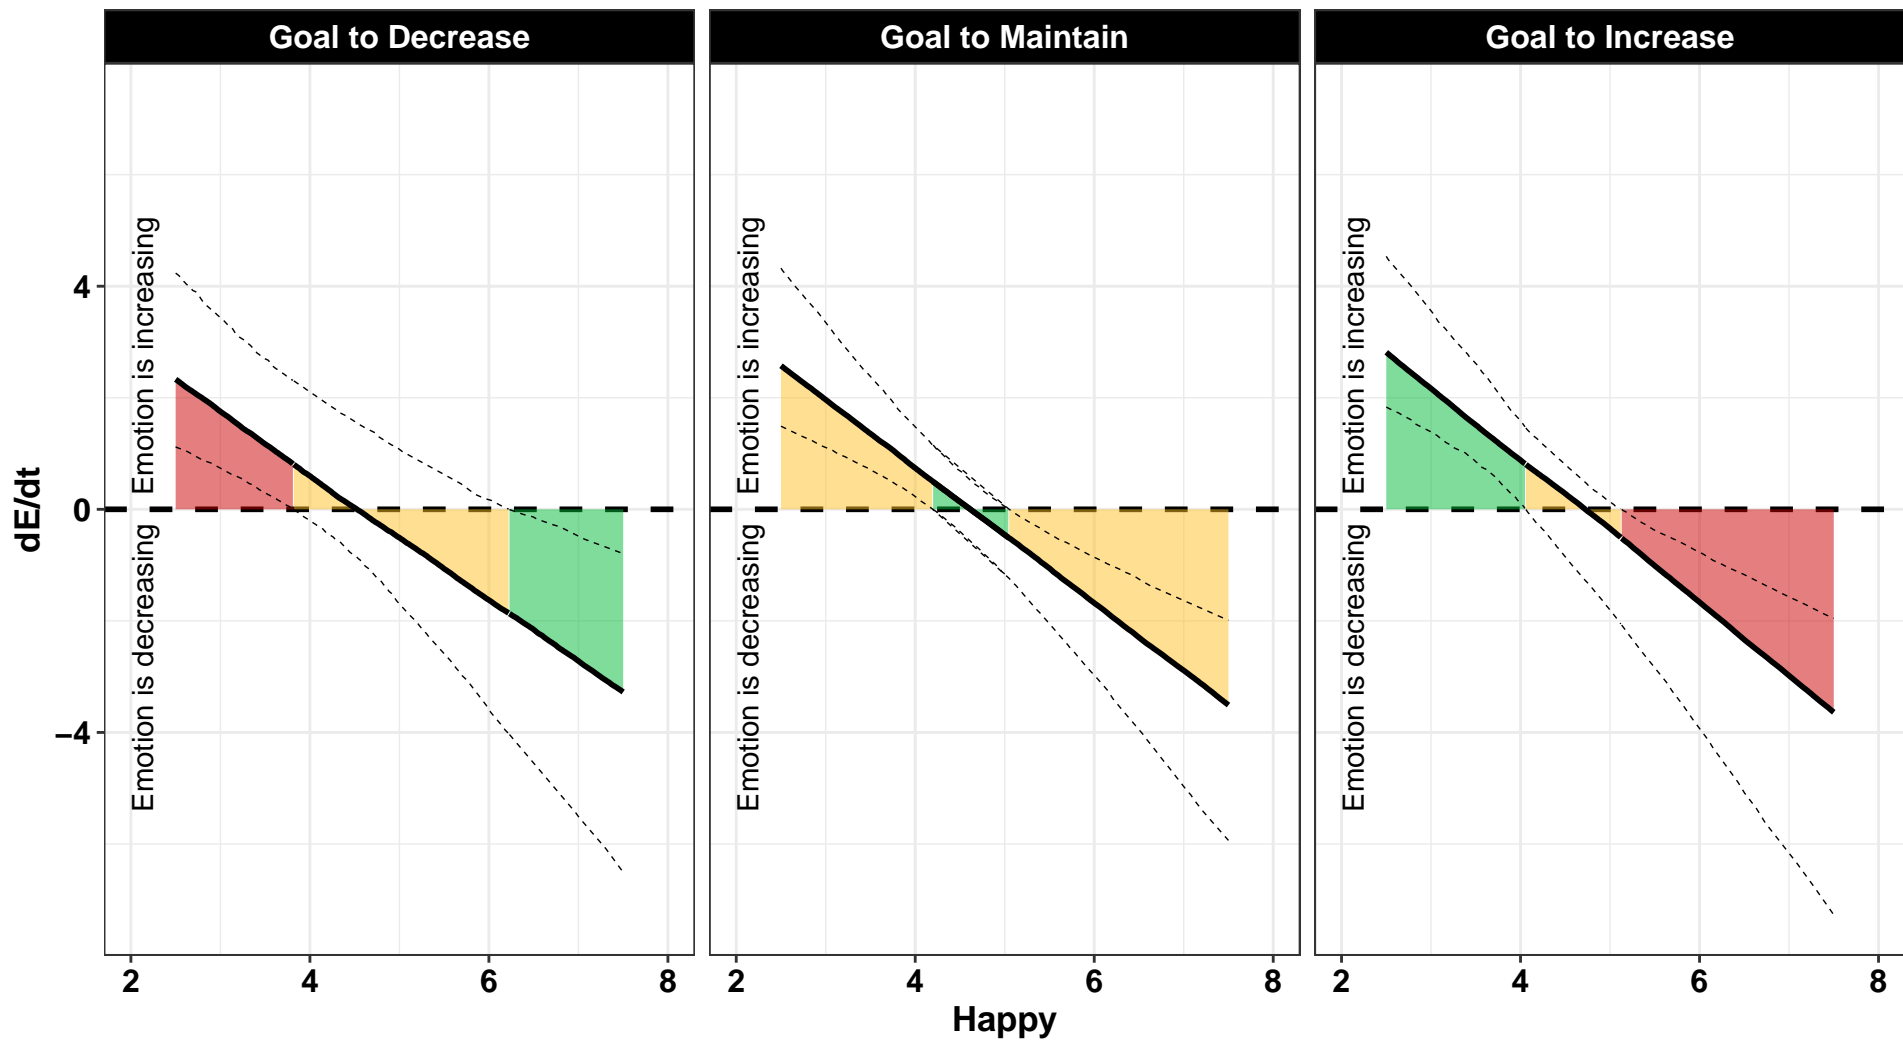 Goal to Decrease
Goal to Maintain
Goal to Increase
dE/dt
4
0
−4
Emotion is increasing
Emotion is decreasing
Emotion is increasing
Emotion is decreasing
Emotion is increasing
Emotion is decreasing
2 4 6 8
2 4 6 8
2 4 6 8
Happy